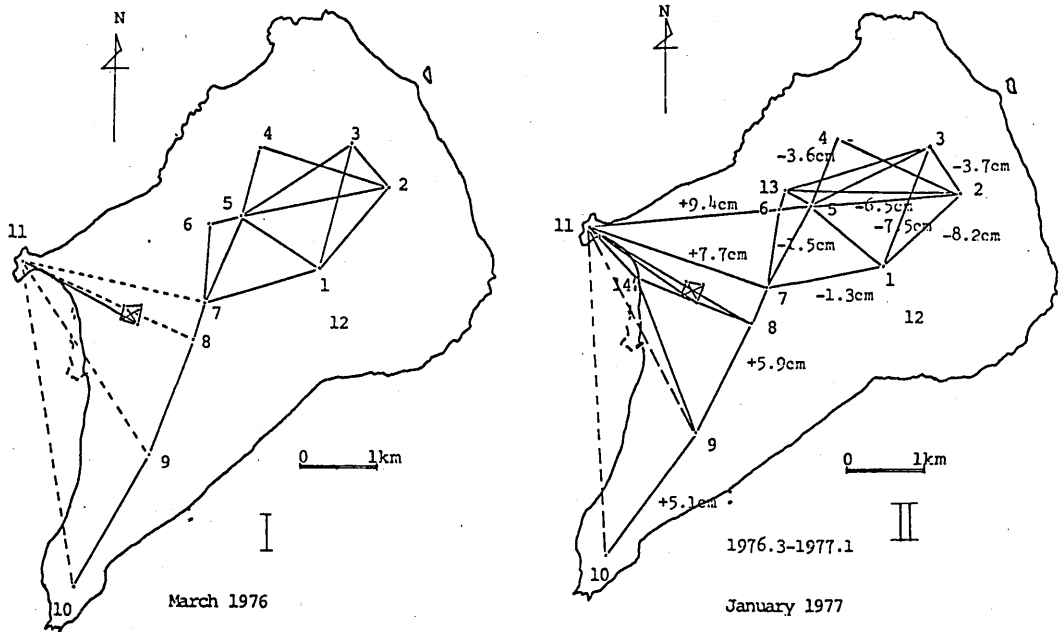 N
4
3
2
5
6
11
1
7
12
8
9
0 1km
I
10
March 1976
N
4
3
-3.6cm
-3.7cm
13
2
+9.4cm
6
5
-6.5cm
11
-7.5cm
-8.2cm
-1.5cm
+7.7cm
1
14
7
-1.3cm
12
8
+5.9cm
9
0 1km
+5.1cm
II
1976.3-1977.1
10
January 1977